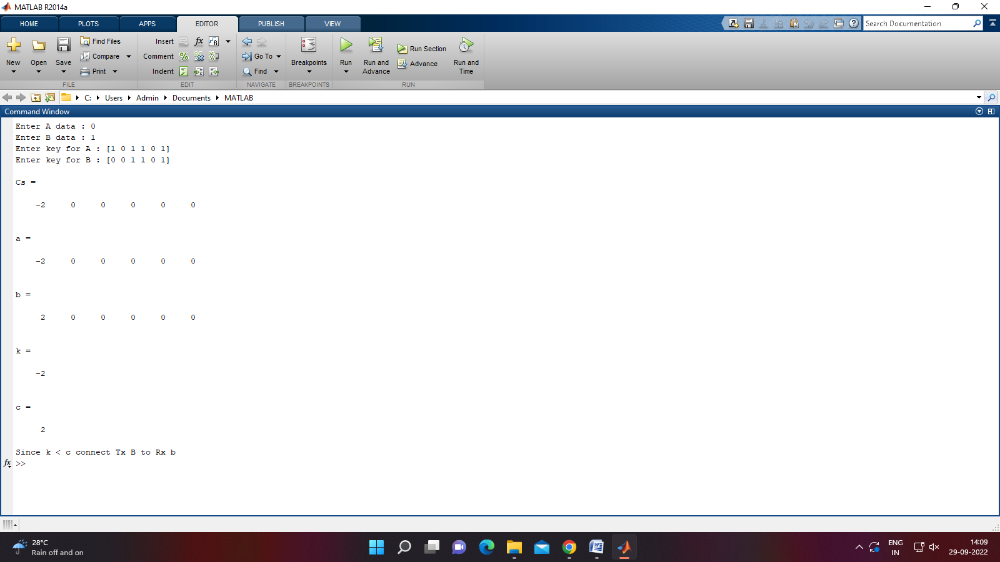 MATLAB R2014a
HOME PLOTS APPS EDITOR PUBLISH VIEW
Search Documentation
New Open Save Find Files Compare Print
Insert fx
Comment
Indent
Go To
Find
Breakpoints
Run
Run and Advance
Run Section
Advance
Run and Time
FILE EDIT NAVIGATE BREAKPOINTS RUN
C: Users Admin Documents MATLAB
Command Window
Enter A data : 0
Enter B data : 1
Enter key for A : [1 0 1 1 0 1]
Enter key for B : [0 0 1 1 0 1]
Cs =
-2 0 0 0 0 0
a =
-2 0 0 0 0 0
b =
2 0 0 0 0 0
k =
-2
c =
2
Since k < c connect Tx B to Rx b
fx >>
28°C
Rain off and on
ENG
IN
14:09
29-09-2022